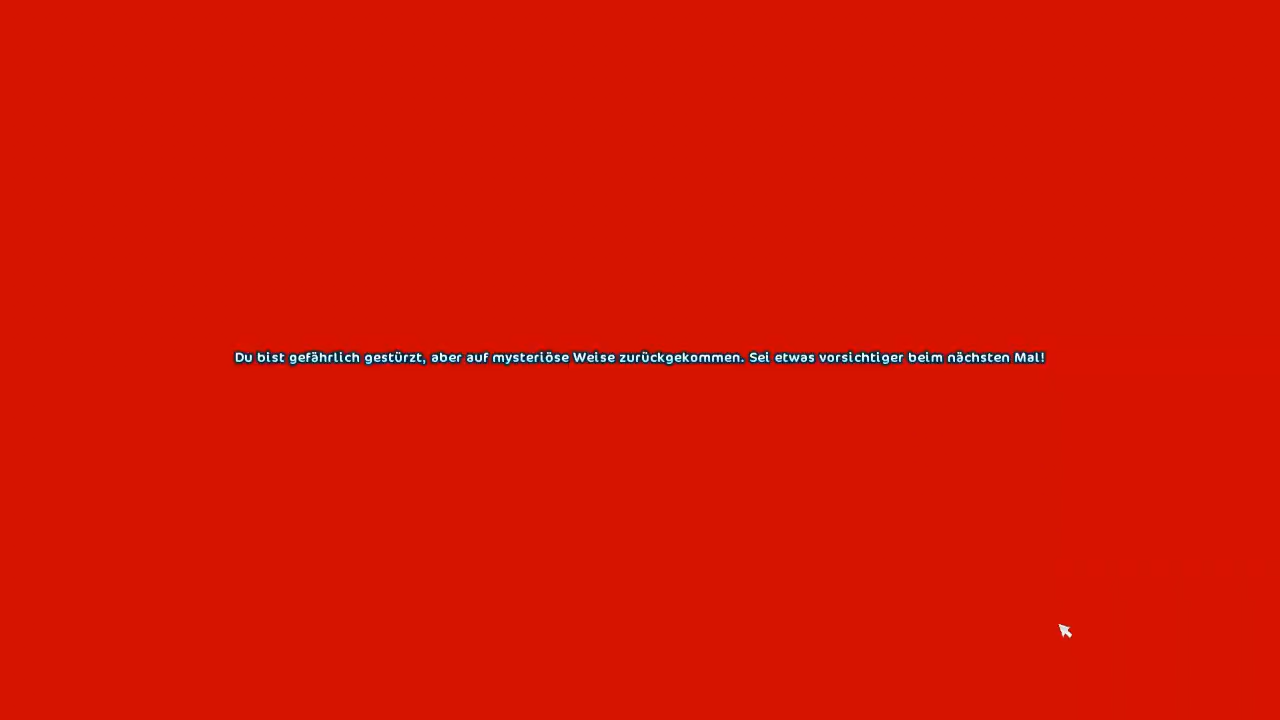 Du bist gefährlich gestürzt, aber auf mysteriöse Weise zurückgekommen. Sei etwas vorsichtiger beim nächsten Mal!